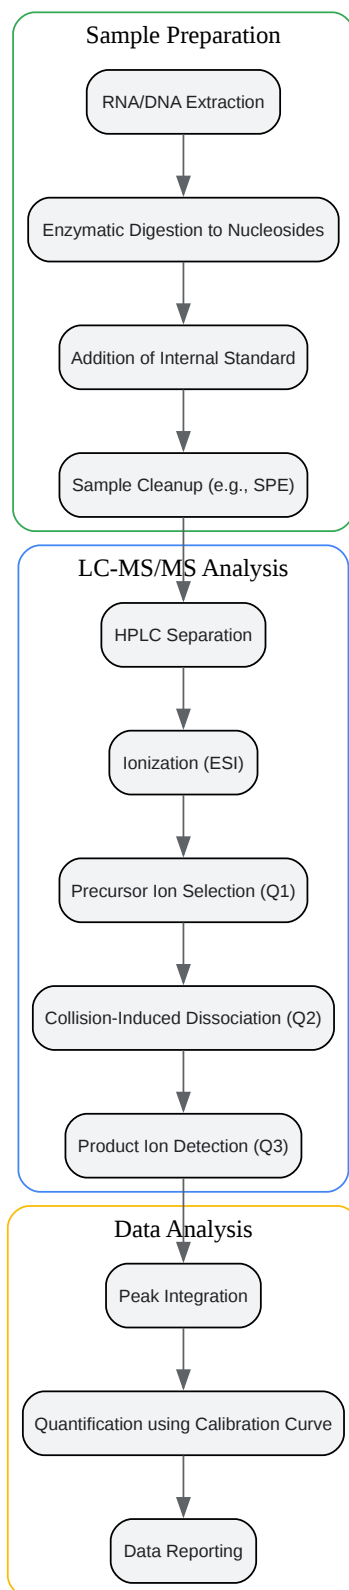 Sample Preparation
RNA/DNA Extraction
Enzymatic Digestion to Nucleosides
Addition of Internal Standard
Sample Cleanup (e.g., SPE)
LC-MS/MS Analysis
HPLC Separation
Ionization (ESI)
Precursor Ion Selection (Q1)
Collision-Induced Dissociation (Q2)
Product Ion Detection (Q3)
Data Analysis
Peak Integration
Quantification using Calibration Curve
Data Reporting